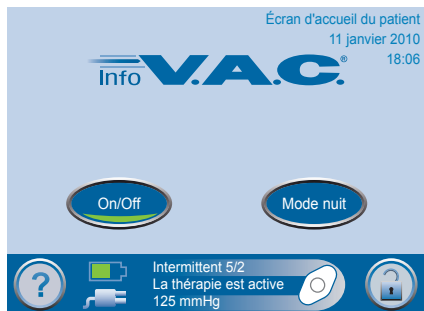 Écran d'accueil du patient
11 janvier 2010
18:06
Info V.A.C.®
On/Off
Mode nuit
?
Intermittent 5/2
La thérapie est active
125 mmHg